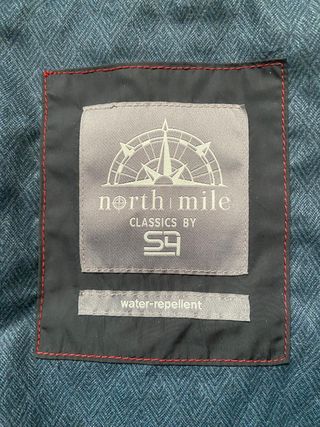 north mile
CLASSICS BY
S4
water-repellent